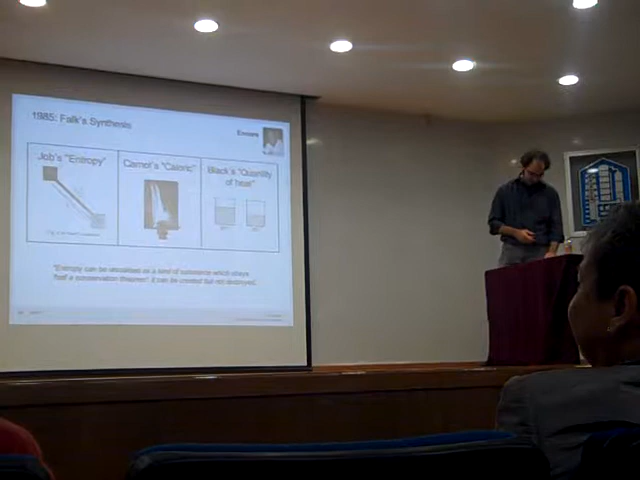 1985: Falk's Synthesis
Job's "Entropy"
Carnot's "Caloric"
Black's "Quantity
of heat"
"Entropy can be visualised as a kind of substance which obeys
"half a conservation theorem": it can be created but not destroyed.